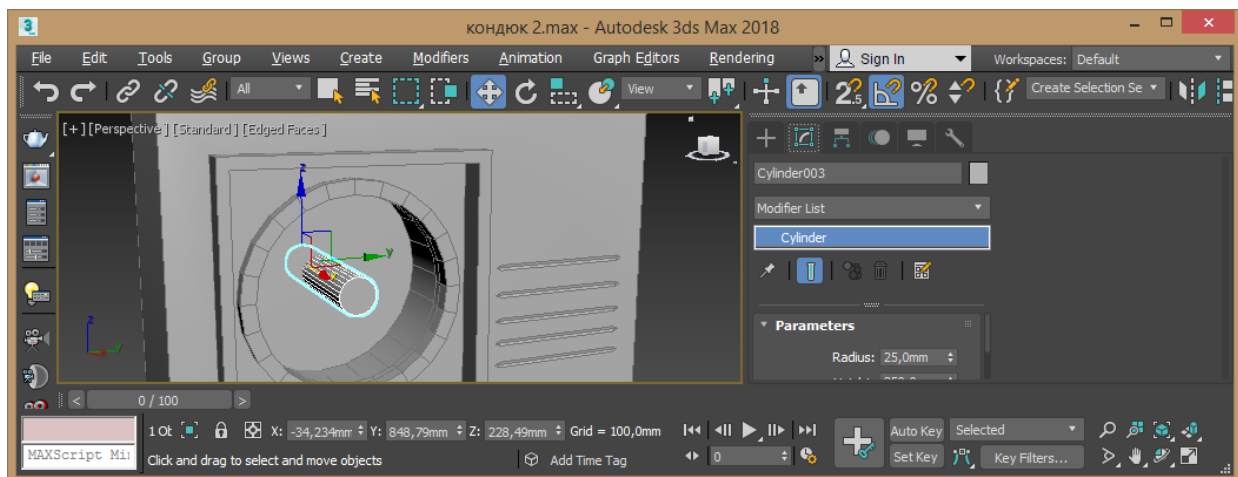 кондюк 2.max - Autodesk 3ds Max 2018
File Edit Tools Group Views Create Modifiers Animation Graph Editors Rendering » Sign In Workspaces: Default
All View 2.5 % Create Selection Se
[+] [Perspective] [Standard] [Edged Faces]
z
y
z
Cylinder003
Modifier List
Cylinder
Parameters
Radius: 25,0mm
< 0 / 100 >
X: -34,234mm Y: 848,79mm Z: 228,49mm Grid = 100,0mm Auto Key Selected
MAXScript Mi Click and drag to select and move objects Add Time Tag 0 Set Key Key Filters...